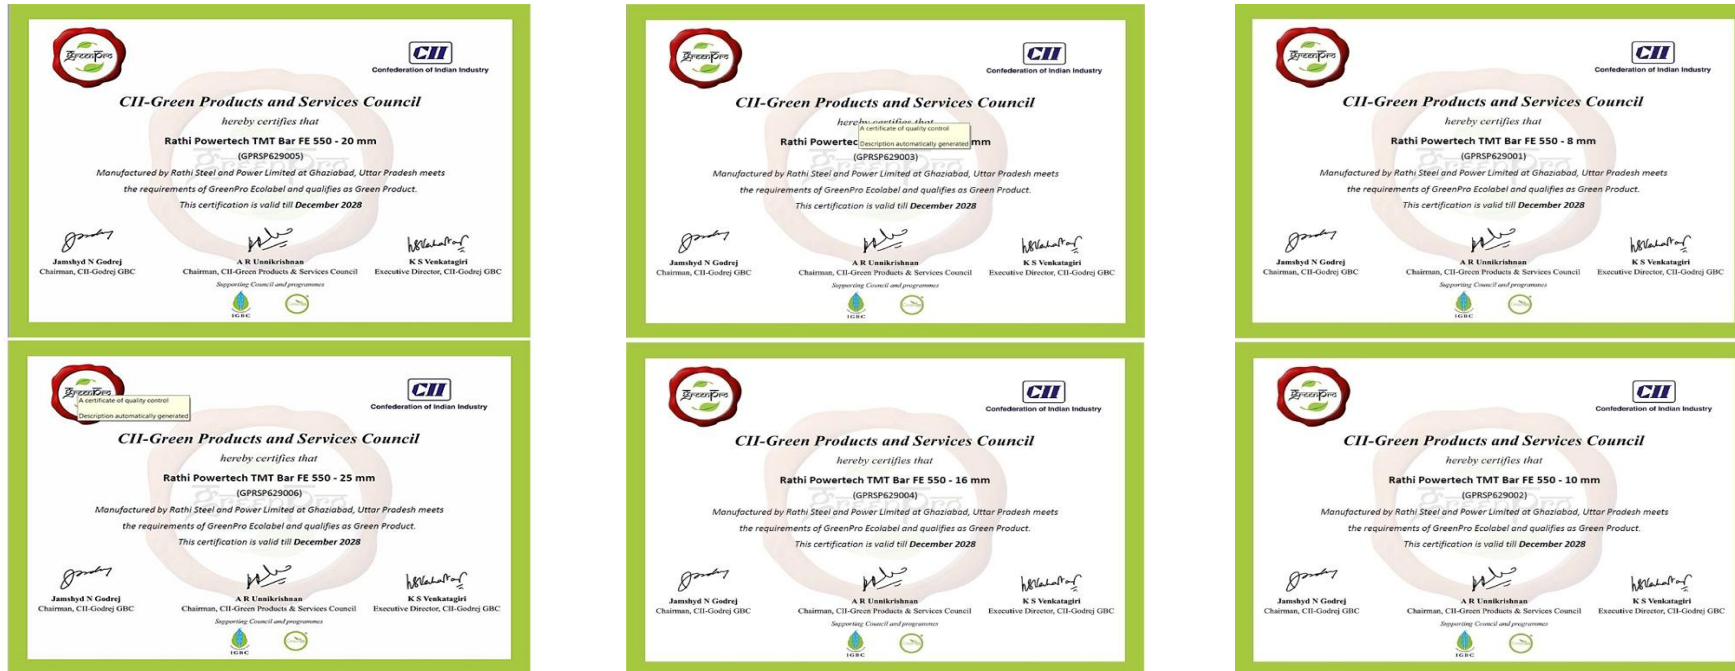 GreenPro
CII
Confederation of Indian Industry
CII-Green Products and Services Council
hereby certifies that
Rathi Powertech TMT Bar FE 550 - 20 mm
(GPRSP629005)
Manufactured by Rathi Steel and Power Limited at Ghaziabad, Uttar Pradesh meets
the requirements of GreenPro Ecolabel and qualifies as Green Product.
This certification is valid till December 2028
Jamshyd N Godrej
Chairman, CII-Godrej GBC
A R Unnikrishnan
Chairman, CII-Green Products & Services Council
K S Venkatagiri
Executive Director, CII-Godrej GBC
Supporting Council and programmes
IGBC
GreenPro
CII
Confederation of Indian Industry
CII-Green Products and Services Council
hereby certifies that
A certificate of quality control
Description automatically generated
Rathi Powertec mm
(GPRSP629003)
Manufactured by Rathi Steel and Power Limited at Ghaziabad, Uttar Pradesh meets
the requirements of GreenPro Ecolabel and qualifies as Green Product.
This certification is valid till December 2028
Jamshyd N Godrej
Chairman, CII-Godrej GBC
A R Unnikrishnan
Chairman, CII-Green Products & Services Council
K S Venkatagiri
Executive Director, CII-Godrej GBC
Supporting Council and programmes
IGBC
GreenPro
CII
Confederation of Indian Industry
CII-Green Products and Services Council
hereby certifies that
Rathi Powertech TMT Bar FE 550 - 8 mm
(GPRSP629001)
Manufactured by Rathi Steel and Power Limited at Ghaziabad, Uttar Pradesh meets
the requirements of GreenPro Ecolabel and qualifies as Green Product.
This certification is valid till December 2028
Jamshyd N Godrej
Chairman, CII-Godrej GBC
A R Unnikrishnan
Chairman, CII-Green Products & Services Council
K S Venkatagiri
Executive Director, CII-Godrej GBC
Supporting Council and programmes
IGBC
GreenPro
A certificate of quality control
Description automatically generated
CII
Confederation of Indian Industry
CII-Green Products and Services Council
hereby certifies that
Rathi Powertech TMT Bar FE 550 - 25 mm
(GPRSP629006)
Manufactured by Rathi Steel and Power Limited at Ghaziabad, Uttar Pradesh meets
the requirements of GreenPro Ecolabel and qualifies as Green Product.
This certification is valid till December 2028
Jamshyd N Godrej
Chairman, CII-Godrej GBC
A R Unnikrishnan
Chairman, CII-Green Products & Services Council
K S Venkatagiri
Executive Director, CII-Godrej GBC
Supporting Council and programmes
IGBC
GreenPro
CII
Confederation of Indian Industry
CII-Green Products and Services Council
hereby certifies that
Rathi Powertech TMT Bar FE 550 - 16 mm
(GPRSP629004)
Manufactured by Rathi Steel and Power Limited at Ghaziabad, Uttar Pradesh meets
the requirements of GreenPro Ecolabel and qualifies as Green Product.
This certification is valid till December 2028
Jamshyd N Godrej
Chairman, CII-Godrej GBC
A R Unnikrishnan
Chairman, CII-Green Products & Services Council
K S Venkatagiri
Executive Director, CII-Godrej GBC
Supporting Council and programmes
IGBC
GreenPro
CII
Confederation of Indian Industry
CII-Green Products and Services Council
hereby certifies that
Rathi Powertech TMT Bar FE 550 - 10 mm
(GPRSP629002)
Manufactured by Rathi Steel and Power Limited at Ghaziabad, Uttar Pradesh meets
the requirements of GreenPro Ecolabel and qualifies as Green Product.
This certification is valid till December 2028
Jamshyd N Godrej
Chairman, CII-Godrej GBC
A R Unnikrishnan
Chairman, CII-Green Products & Services Council
K S Venkatagiri
Executive Director, CII-Godrej GBC
Supporting Council and programmes
IGBC